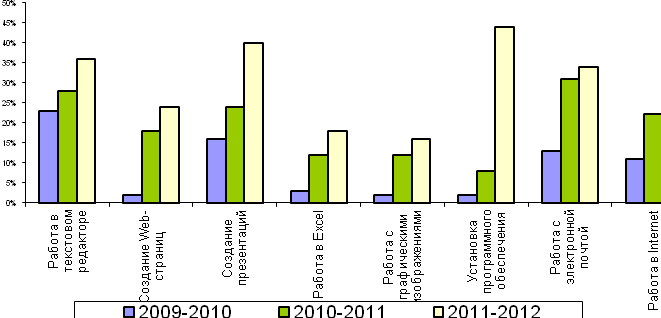 50%
45%
40%
35%
30%
25%
20%
15%
10%
5%
0%
Работа в
текстовом
редакторе
Создание Web-
страниц
Создание
презентаций
Работа в Excel
Работа с
графическими
изображениями
Установка
программного
обеспечения
Работа с
электронной
почтой
Работа в Internet
2009-2010
2010-2011
2011-2012